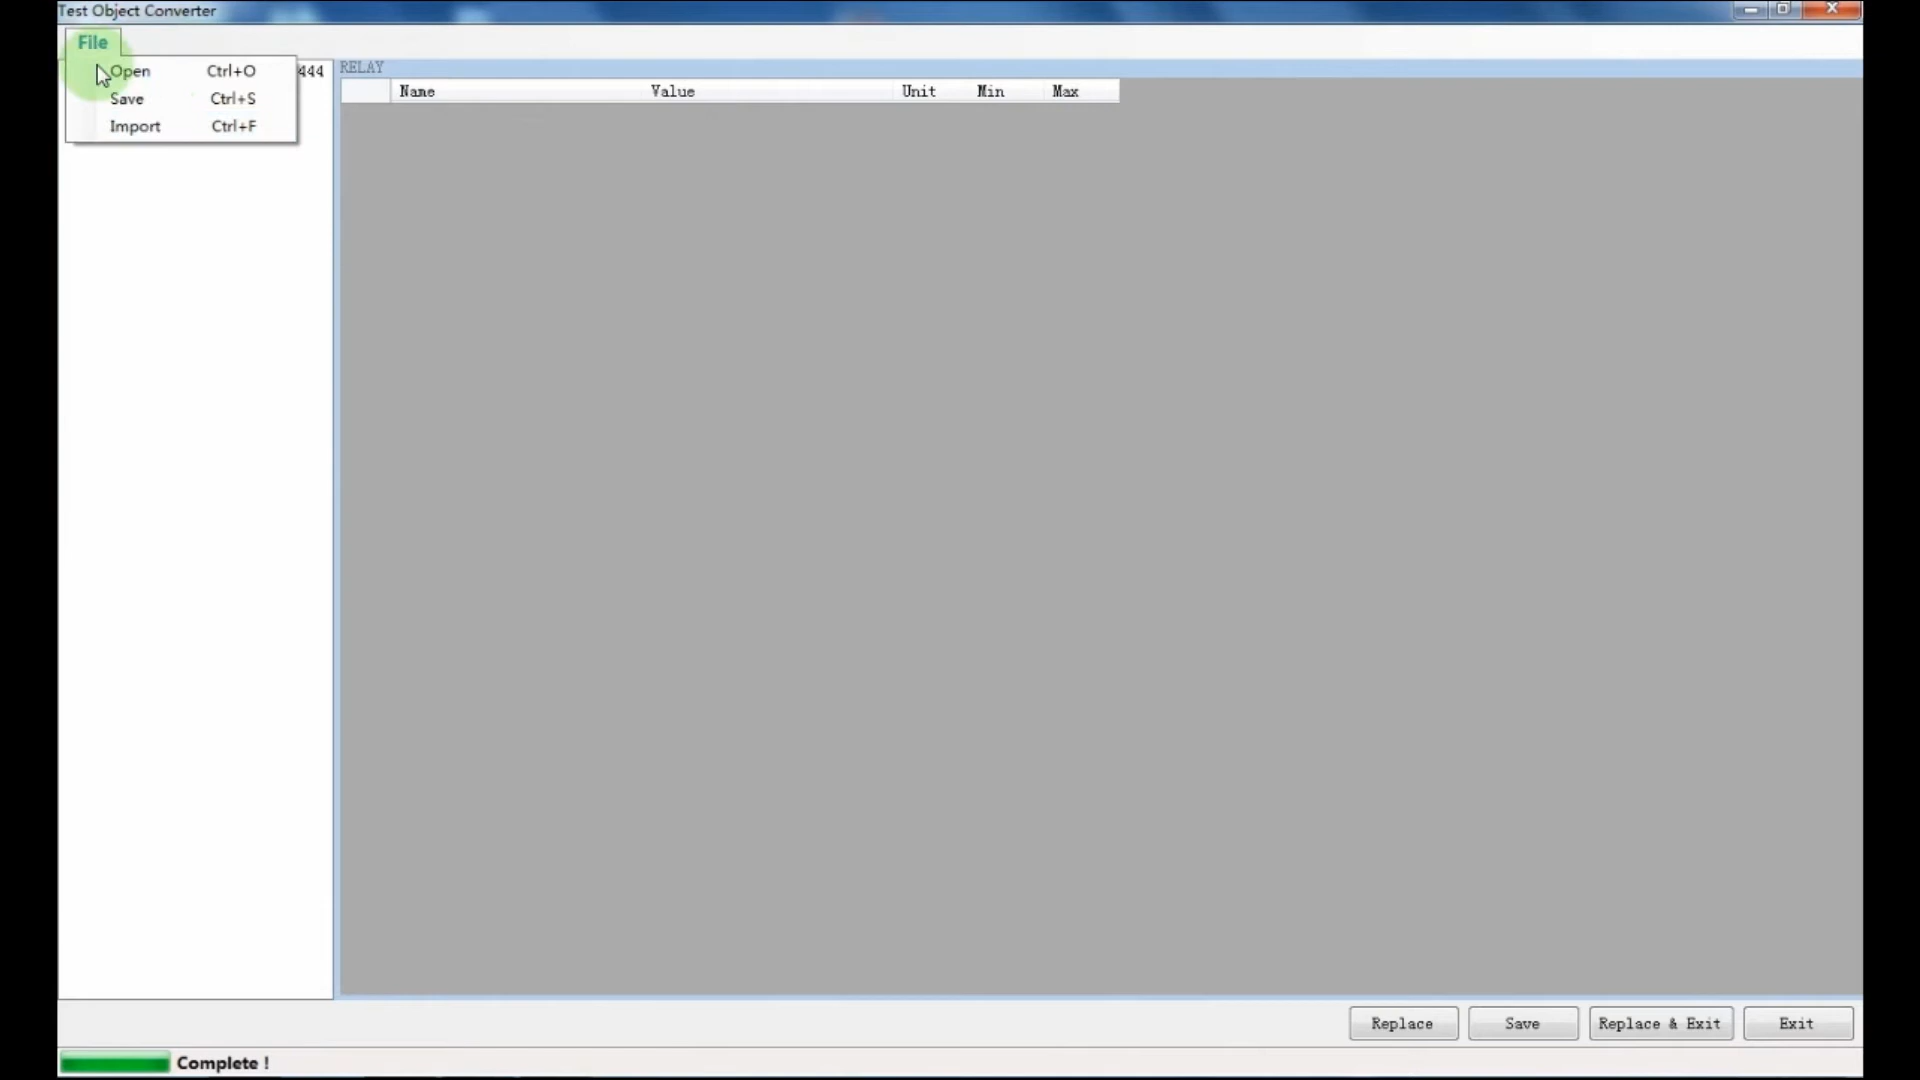 Test Object Converter
File
Open Ctrl+O
Save Ctrl+S
Import Ctrl+F
444
RELAY
Name Value Unit Min Max
Replace Save Replace & Exit Exit
Complete !